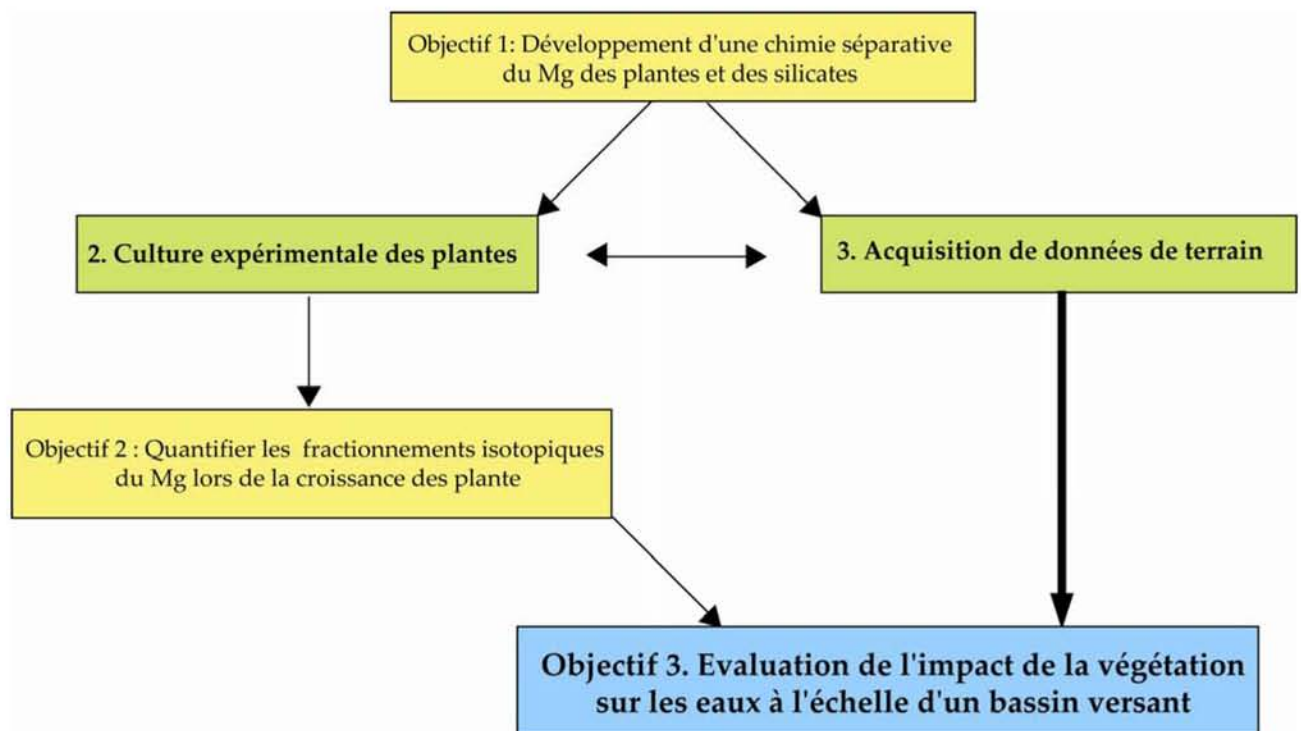 Objectif 1: Développement d'une chimie séparative
du Mg des plantes et des silicates
2. Culture expérimentale des plantes
3. Acquisition de données de terrain
Objectif 2 : Quantifier les fractionnements isotopiques
du Mg lors de la croissance des plante
Objectif 3. Evaluation de l'impact de la végétation
sur les eaux à l'échelle d'un bassin versant